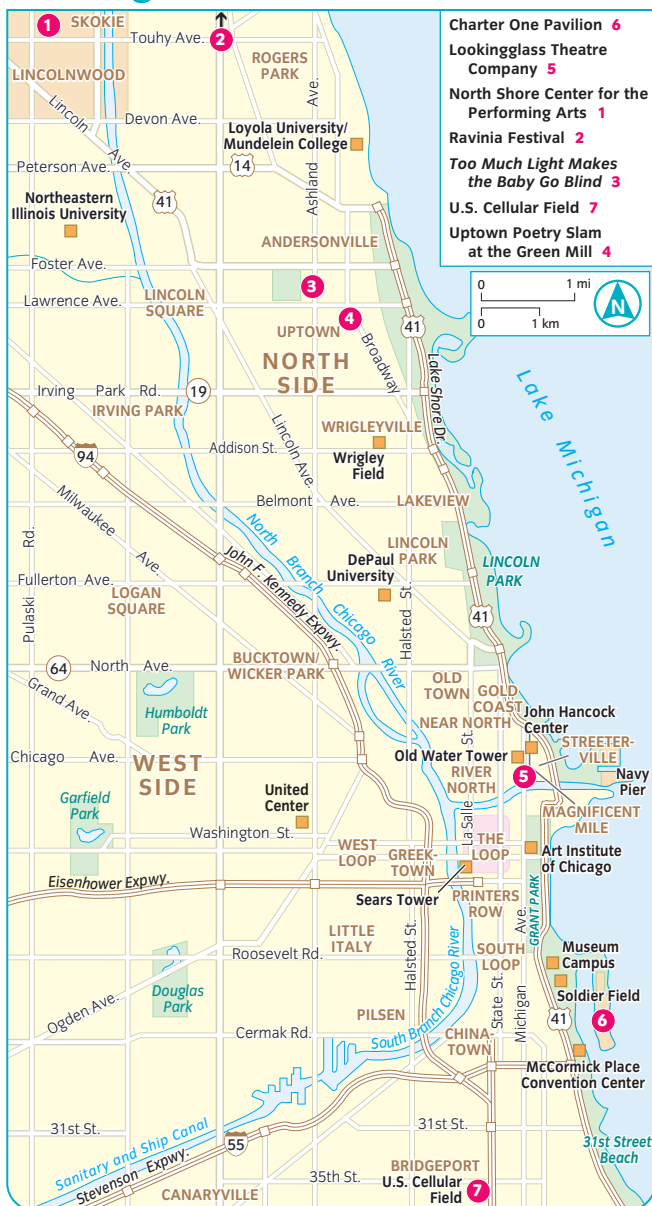 1
SKOKIE
Touhy Ave.
2
LINCOLNWOOD
ROGERS
PARK
Lincoln
Ave.
Ave.
Devon Ave.
Loyola University/
Mundelein College
Peterson Ave.
14
Northeastern
Illinois University
41
Ashland
ANDERSONVILLE
Foster Ave.
LINCOLN
SQUARE
3
Lawrence Ave.
4
UPTOWN
41
NORTH
SIDE
Broadway
Lake Shore Dr.
Irving Park Rd.
19
IRVING PARK
Lincoln Ave.
WRIGLEYVILLE
Addison St.
Wrigley
Field
94
Milwaukee
Ave.
Belmont Ave.
LAKEVIEW
North Branch Chicago River
LINCOLN
PARK
Pulaski Rd.
John F. Kennedy Expwy.
DePaul
University
LINCOLN
PARK
Fullerton Ave.
LOGAN
SQUARE
Halsted St.
41
64
North Ave.
BUCKTOWN/
WICKER PARK
OLD
TOWN
GOLD
COAST
Grand Ave.
Humboldt
Park
NEAR NORTH
John Hancock
Center
Chicago Ave.
WEST
SIDE
Old Water Tower
STREETER-
VILLE
RIVER
NORTH
5
Navy
Pier
Garfield
Park
United
Center
La Salle St.
MAGNIFICENT
MILE
Washington St.
WEST
LOOP
GREEK-
TOWN
THE
LOOP
Art Institute
of Chicago
Eisenhower Expwy.
Sears Tower
PRINTERS
ROW
GRANT PARK
LITTLE
ITALY
Halsted St.
Roosevelt Rd.
SOUTH
LOOP
Michigan Ave.
Museum
Campus
Douglas
Park
Soldier Field
Ogden Ave.
South Branch Chicago River
State St.
41
6
PILSEN
Cermak Rd.
CHINA-
TOWN
McCormick Place
Convention Center
31st St.
31st St.
Sanitary and Ship Canal
55
31st Street
Beach
Stevenson Expwy.
35th St.
BRIDGEPORT
U.S. Cellular
Field
7
CANARYVILLE
Lake Michigan
Charter One Pavilion 6
Lookingglass Theatre
Company 5
North Shore Center for the
Performing Arts 1
Ravinia Festival 2
Too Much Light Makes
the Baby Go Blind 3
U.S. Cellular Field 7
Uptown Poetry Slam
at the Green Mill 4
0 1 mi
0 1 km
N